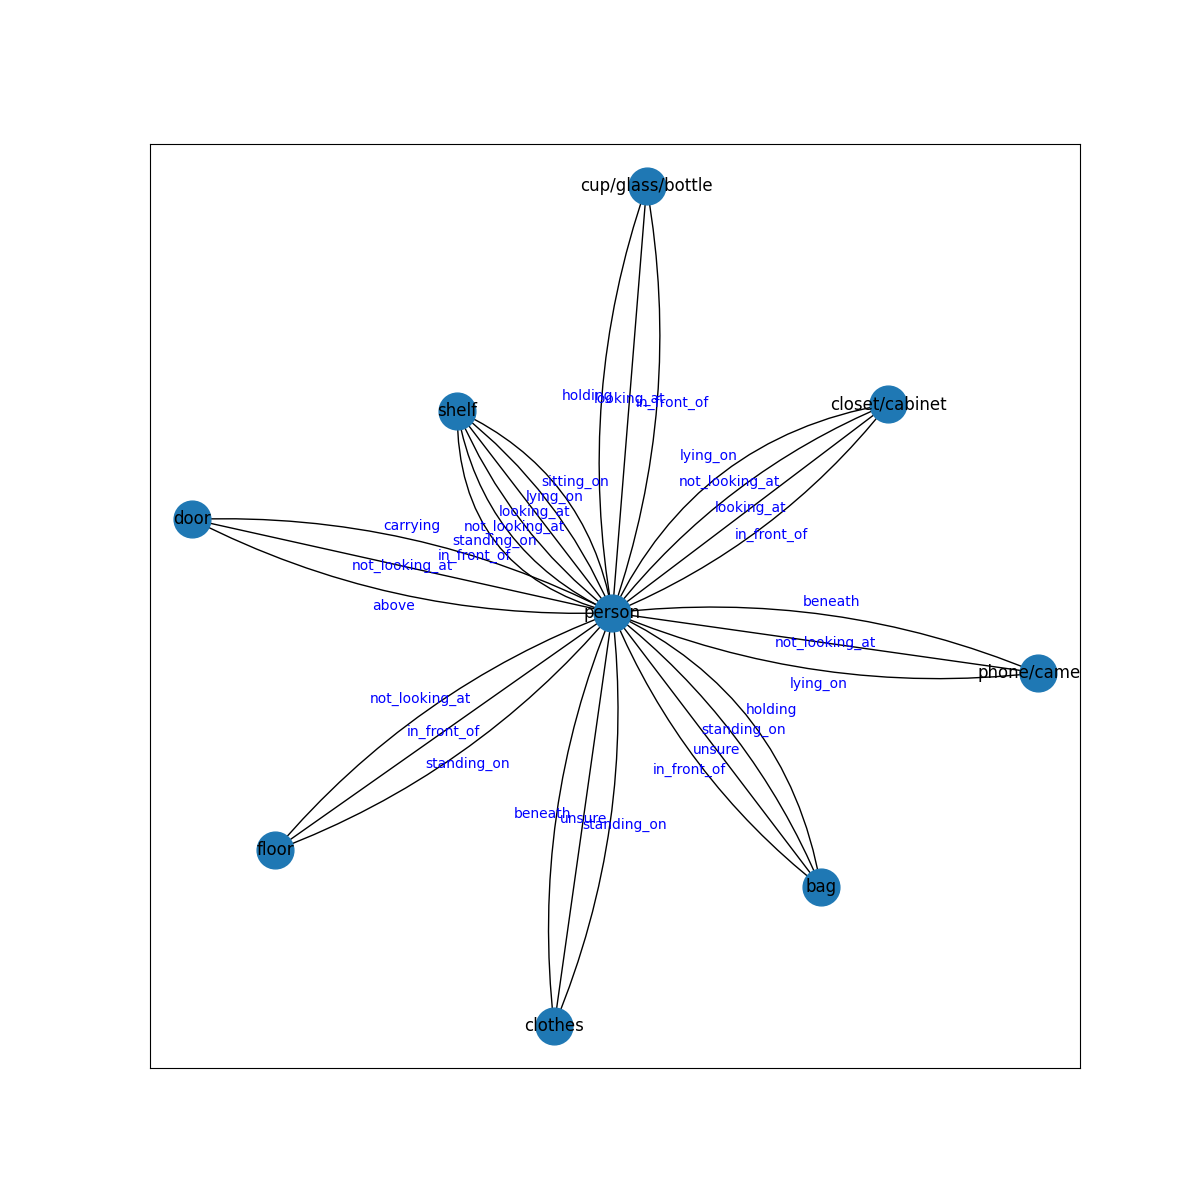 cup/glass/bottle
holding
looking_at
in_front_of
closet/cabinet
shelf
lying_on
not_looking_at
looking_at
in_front_of
sitting_on
lying_on
looking_at
not_looking_at
standing_on
in_front_of
door
carrying
not_looking_at
above
person
beneath
not_looking_at
lying_on
phone/came
holding
standing_on
unsure
in_front_of
not_looking_at
in_front_of
standing_on
beneath
unsure
standing_on
floor
bag
clothes